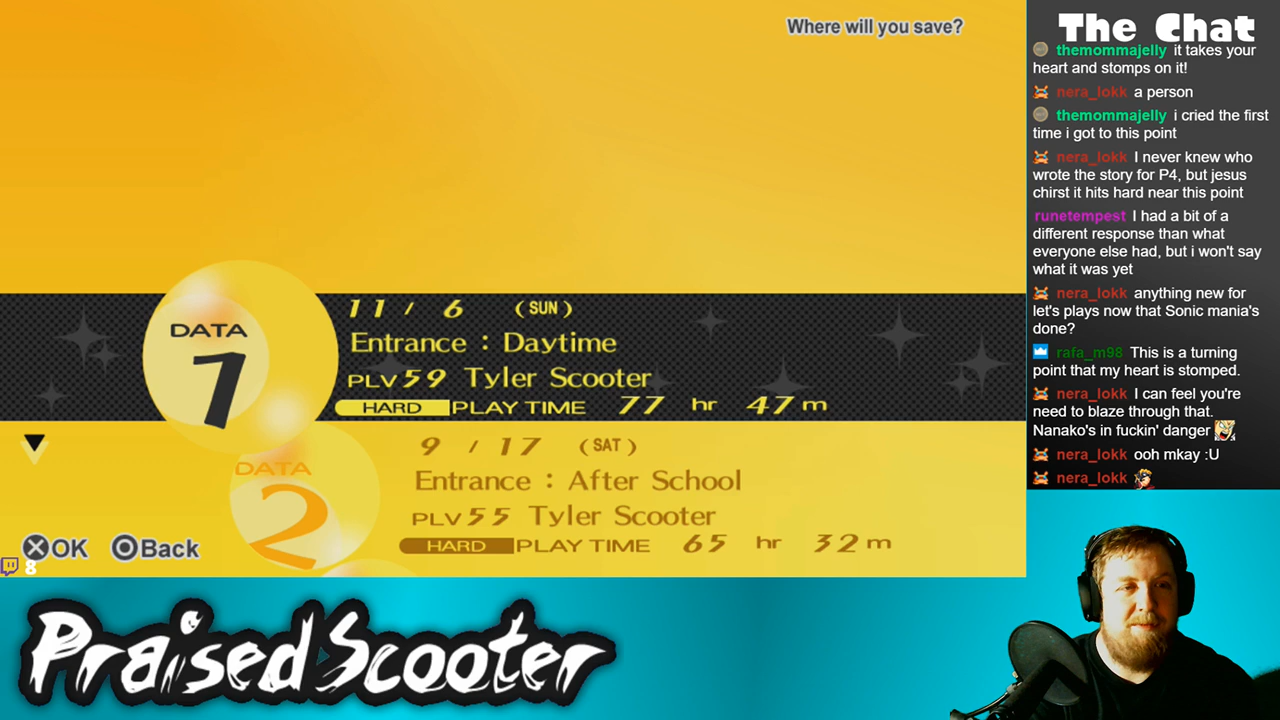 Where will you save?
DATA
1
11 / 6 (SUN)
Entrance : Daytime
PLV 59 Tyler Scooter
HARD PLAY TIME 77 hr 47 m
DATA
2
9 / 17 (SAT)
Entrance : After School
PLV 55 Tyler Scooter
HARD PLAY TIME 65 hr 32 m
OK Back
8
PraisedScooter
The Chat
themommajelly it takes your
heart and stomps on it!
nera_lokk a person
themommajelly i cried the first
time i got to this point
nera_lokk I never knew who
wrote the story for P4, but jesus
chirst it hits hard near this point
runetempest I had a bit of a
different response than what
everyone else had, but i won't say
what it was yet
nera_lokk anything new for
let's plays now that Sonic mania's
done?
rafa_m98 This is a turning
point that my heart is stomped.
nera_lokk I can feel you're
need to blaze through that.
Nanako's in fuckin' danger
nera_lokk ooh mkay :U
nera_lokk